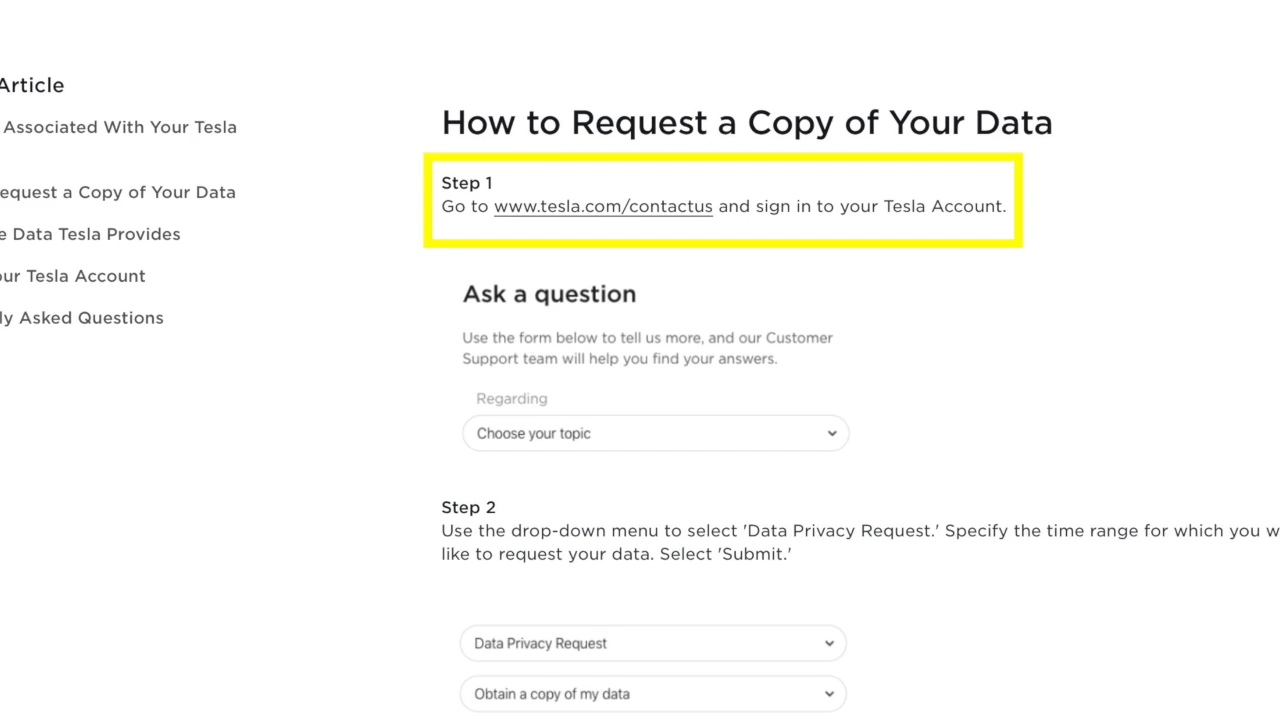 Article
Associated With Your Tesla
equest a Copy of Your Data
e Data Tesla Provides
our Tesla Account
ly Asked Questions
How to Request a Copy of Your Data
Step 1
Go to www.tesla.com/contactus and sign in to your Tesla Account.
Ask a question
Use the form below to tell us more, and our Customer
Support team will help you find your answers.
Regarding
Choose your topic
Step 2
Use the drop-down menu to select 'Data Privacy Request.' Specify the time range for which you w
like to request your data. Select 'Submit.'
Data Privacy Request
Obtain a copy of my data